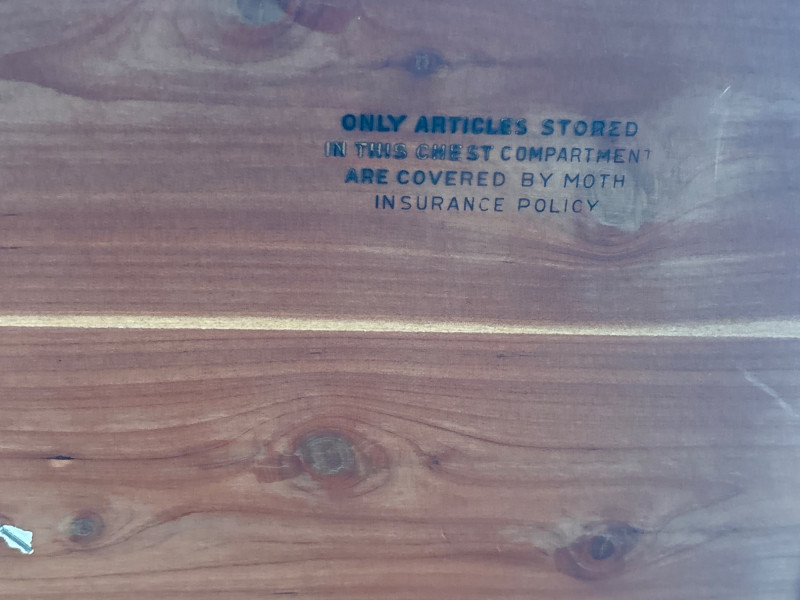 ONLY ARTICLES STORED
IN THIS CHEST COMPARTMENT
ARE COVERED BY MOTH
INSURANCE POLICY